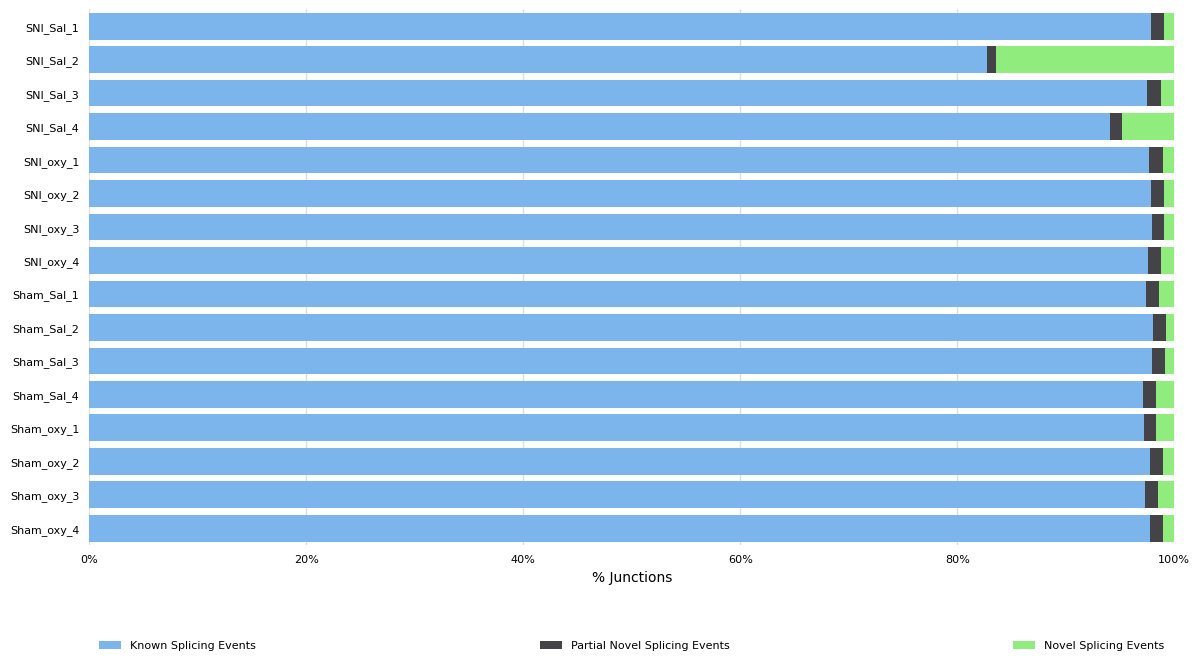 SNI_Sal_1
SNI_Sal_2
SNI_Sal_3
SNI_Sal_4
SNI_oxy_1
SNI_oxy_2
SNI_oxy_3
SNI_oxy_4
Sham_Sal_1
Sham_Sal_2
Sham_Sal_3
Sham_Sal_4
Sham_oxy_1
Sham_oxy_2
Sham_oxy_3
Sham_oxy_4
0% 20% 40% 60% 80% 100%
% Junctions
Known Splicing Events Partial Novel Splicing Events Novel Splicing Events